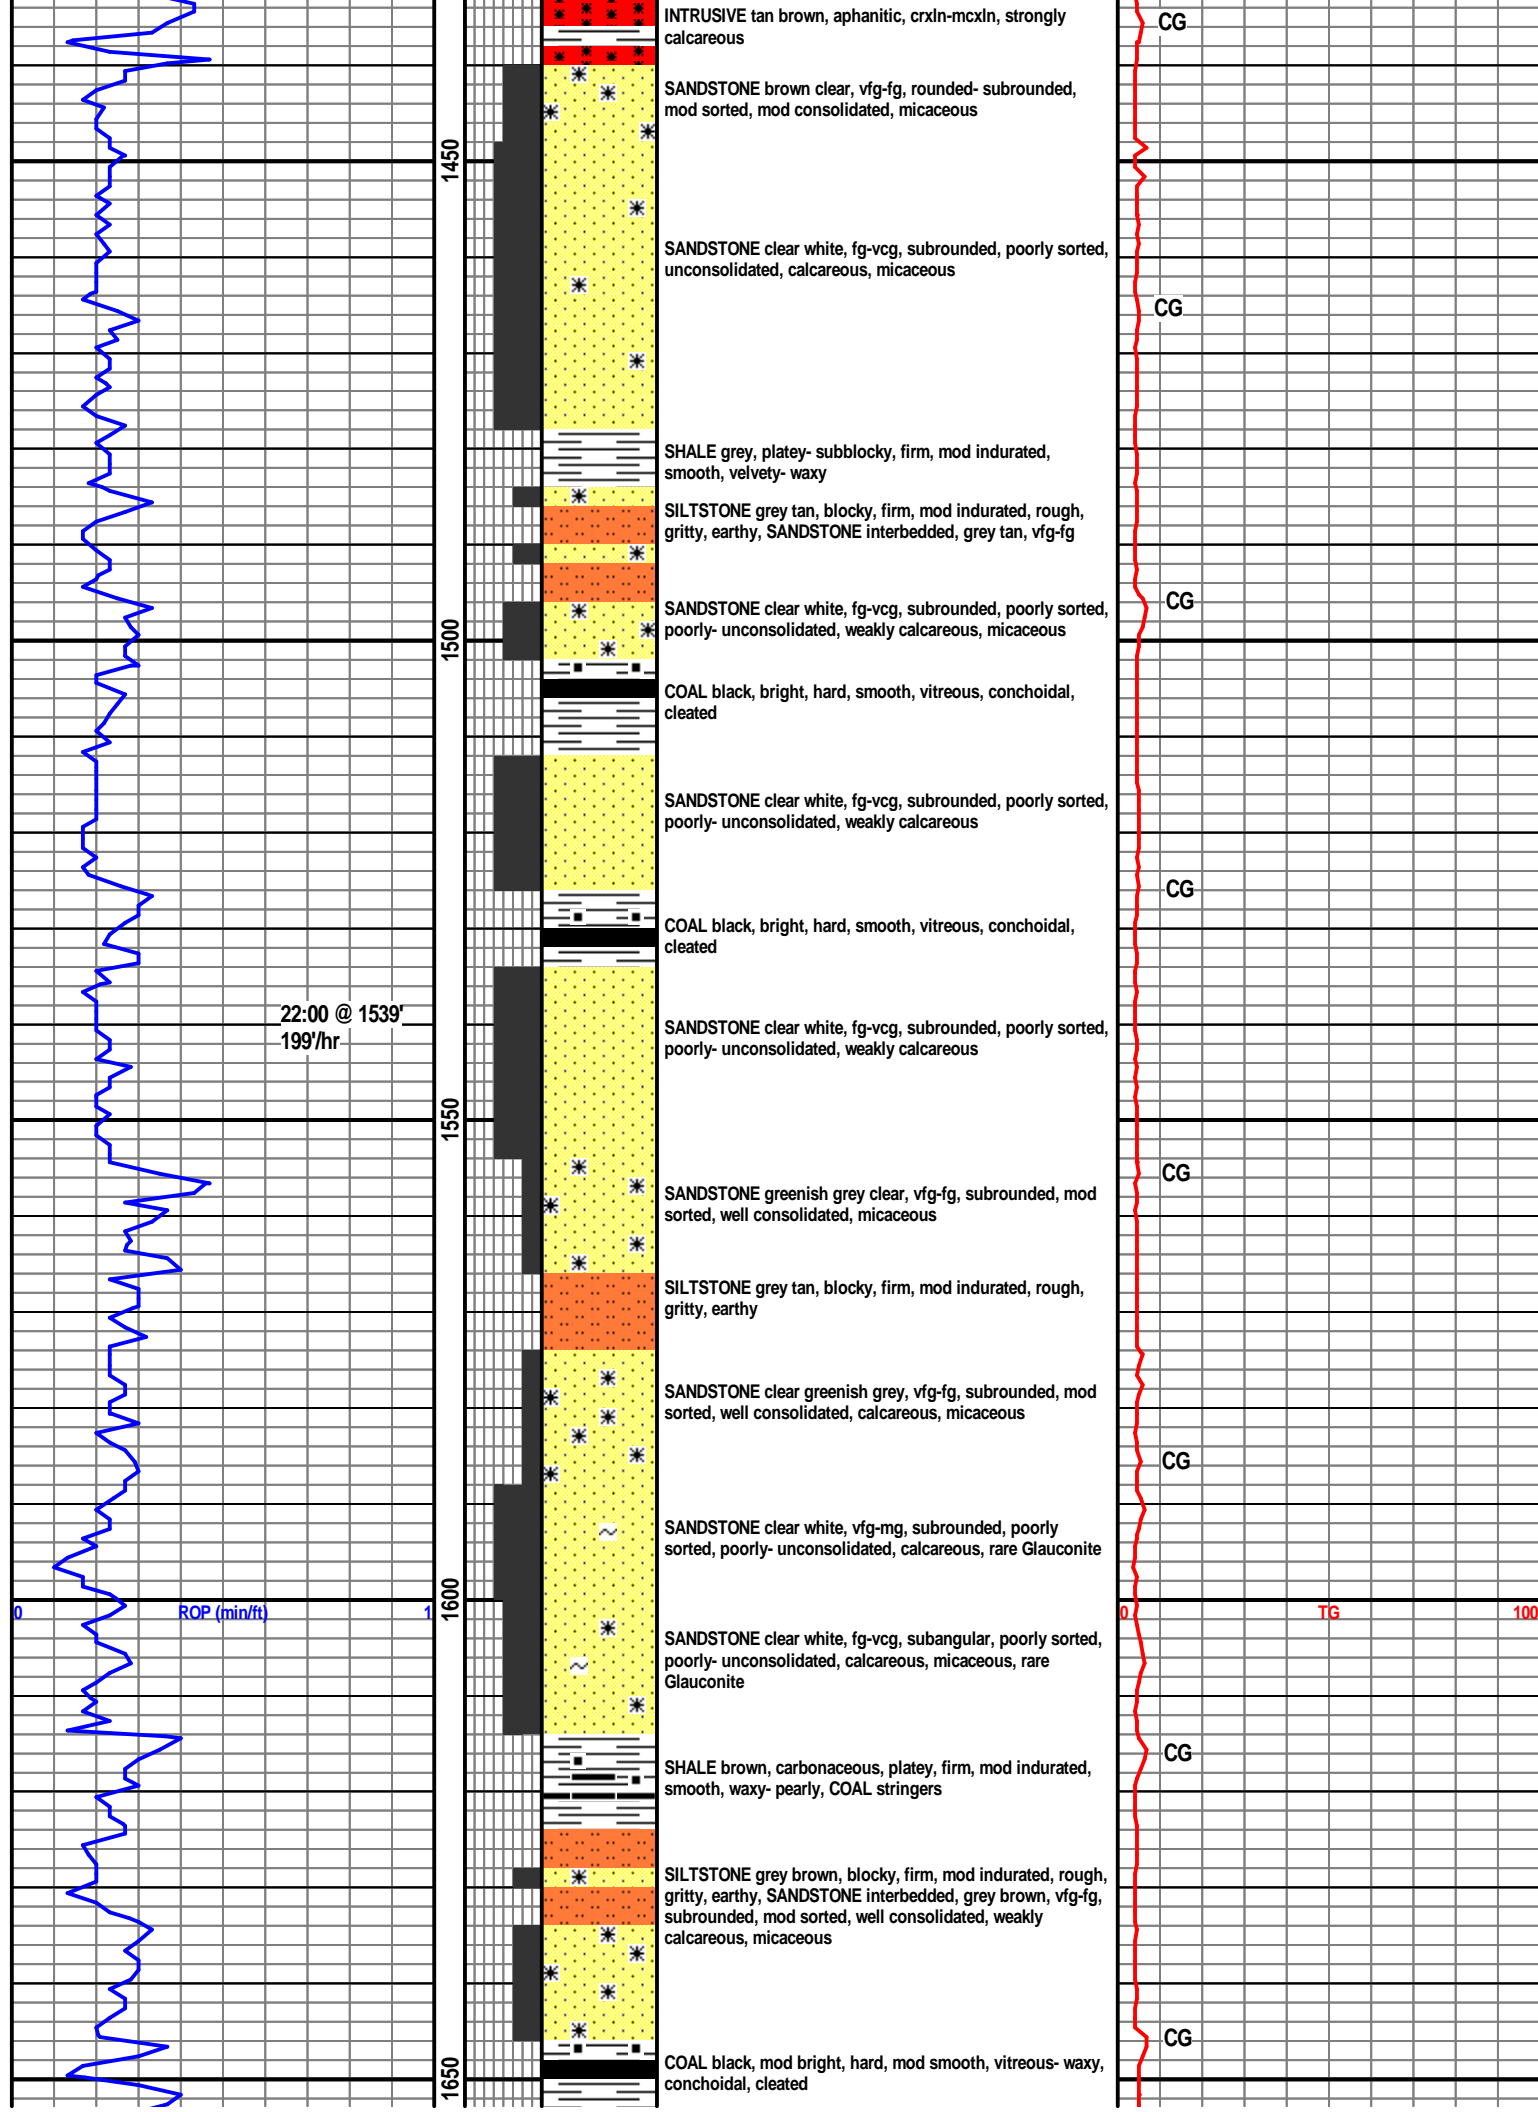 INTRUSIVE tan brown, aphanitic, crxln-mcxln, strongly
calcareous
CG
SANDSTONE brown clear, vfg-fg, rounded- subrounded,
mod sorted, mod consolidated, micaceous
1450
SANDSTONE clear white, fg-vcg, subrounded, poorly sorted,
unconsolidated, calcareous, micaceous
CG
SHALE grey, platey- subblocky, firm, mod indurated,
smooth, velvety- waxy
SILTSTONE grey tan, blocky, firm, mod indurated, rough,
gritty, earthy, SANDSTONE interbedded, grey tan, vfg-fg
CG
SANDSTONE clear white, fg-vcg, subrounded, poorly sorted,
poorly- unconsolidated, weakly calcareous, micaceous
1500
COAL black, bright, hard, smooth, vitreous, conchoidal,
cleated
SANDSTONE clear white, fg-vcg, subrounded, poorly sorted,
poorly- unconsolidated, weakly calcareous
CG
COAL black, bright, hard, smooth, vitreous, conchoidal,
cleated
22:00 @ 1539'
199'/hr
SANDSTONE clear white, fg-vcg, subrounded, poorly sorted,
poorly- unconsolidated, weakly calcareous
1550
CG
SANDSTONE greenish grey clear, vfg-fg, subrounded, mod
sorted, well consolidated, micaceous
SILTSTONE grey tan, blocky, firm, mod indurated, rough,
gritty, earthy
SANDSTONE clear greenish grey, vfg-fg, subrounded, mod
sorted, well consolidated, calcareous, micaceous
CG
SANDSTONE clear white, vfg-mg, subrounded, poorly
sorted, poorly- unconsolidated, calcareous, rare Glauconite
1600
0 ROP (min/ft) 1
0 TG 100
SANDSTONE clear white, fg-vcg, subangular, poorly sorted,
poorly- unconsolidated, calcareous, micaceous, rare
Glauconite
CG
SHALE brown, carbonaceous, platey, firm, mod indurated,
smooth, waxy- pearly, COAL stringers
SILTSTONE grey brown, blocky, firm, mod indurated, rough,
gritty, earthy, SANDSTONE interbedded, grey brown, vfg-fg,
subrounded, mod sorted, well consolidated, weakly
calcareous, micaceous
CG
COAL black, mod bright, hard, mod smooth, vitreous- waxy,
conchoidal, cleated
1650